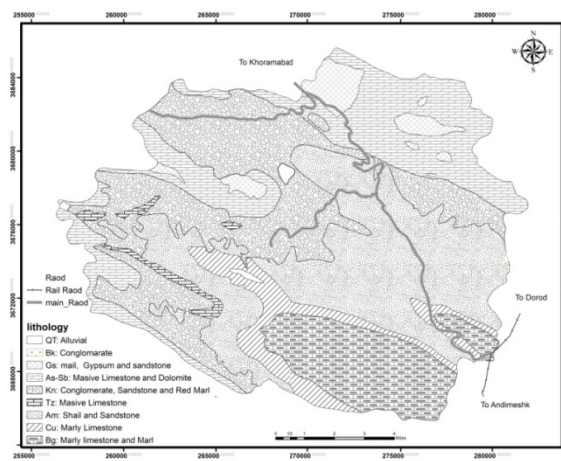 255000 260000 265000 270000 275000 280000
To Khoramabad
N
W E
S
3684000
3680000
3676000
3672000
3668000
Raod
Rail Raod
main_Raod
To Dorod
lithology
QT: Alluvial
Bk: Conglomarate
Gs: mail, Gypsum and sandstone
As-Sb: Masive Limestone and Dolomite
Kn: Conglomerate, Sandstone and Red Marl
Tz: Masive Limestone
Am: Shail and Sandstone
Cu: Marly Limestone
Bg: Marly limestone and Marl
To Andimeshk
255000 260000 265000 270000 275000 280000